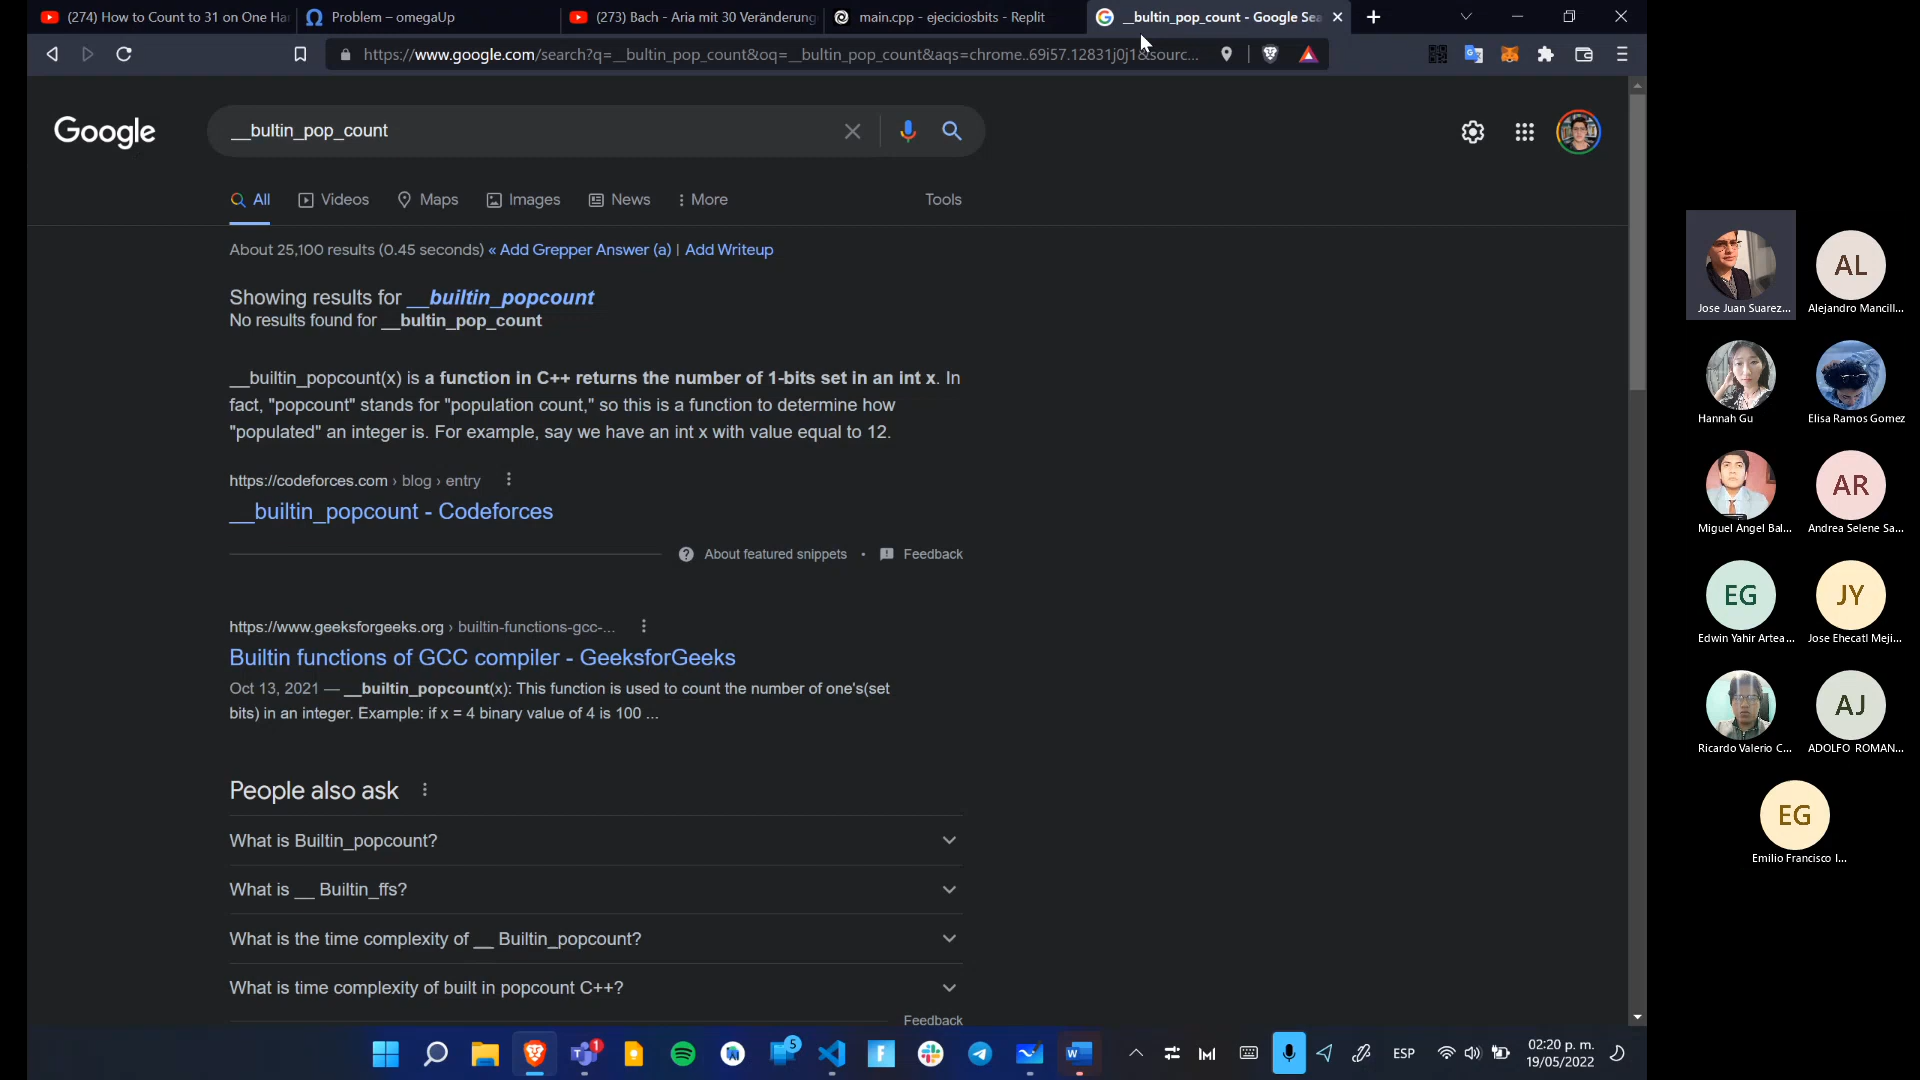 (274) How to Count to 31 on One Ha
Problem – omegaUp
(273) Bach - Aria mit 30 Veränderung
main.cpp - ejeciciosbits - Replit
__bultin_pop_count - Google Sea
https://www.google.com/search?q=__bultin_pop_count&oq=__bultin_pop_count&aqs=chrome..69i57.12831j0j1&sourc...
Google
__bultin_pop_count
All
Videos
Maps
Images
News
More
Tools
About 25,100 results (0.45 seconds) « Add Grepper Answer (a) | Add Writeup
Showing results for __builtin_popcount
No results found for __bultin_pop_count
__builtin_popcount(x) is a function in C++ returns the number of 1-bits set in an int x. In
fact, "popcount" stands for "population count," so this is a function to determine how
"populated" an integer is. For example, say we have an int x with value equal to 12.
https://codeforces.com › blog › entry
__builtin_popcount - Codeforces
About featured snippets • Feedback
https://www.geeksforgeeks.org › builtin-functions-gcc-...
Builtin functions of GCC compiler - GeeksforGeeks
Oct 13, 2021 — __builtin_popcount(x): This function is used to count the number of one's(set
bits) in an integer. Example: if x = 4 binary value of 4 is 100 ...
People also ask
What is Builtin_popcount?
What is __ Builtin_ffs?
What is the time complexity of __ Builtin_popcount?
What is time complexity of built in popcount C++?
Feedback
1
5
ESP
02:20 p. m.
19/05/2022
Jose Juan Suarez...
AL
Alejandro Mancill...
Hannah Gu
Elisa Ramos Gomez
Miguel Angel Bal...
AR
Andrea Selene Sa...
EG
Edwin Yahir Artea...
JY
Jose Ehecatl Meji...
Ricardo Valerio C...
AJ
ADOLFO ROMAN...
EG
Emilio Francisco I...